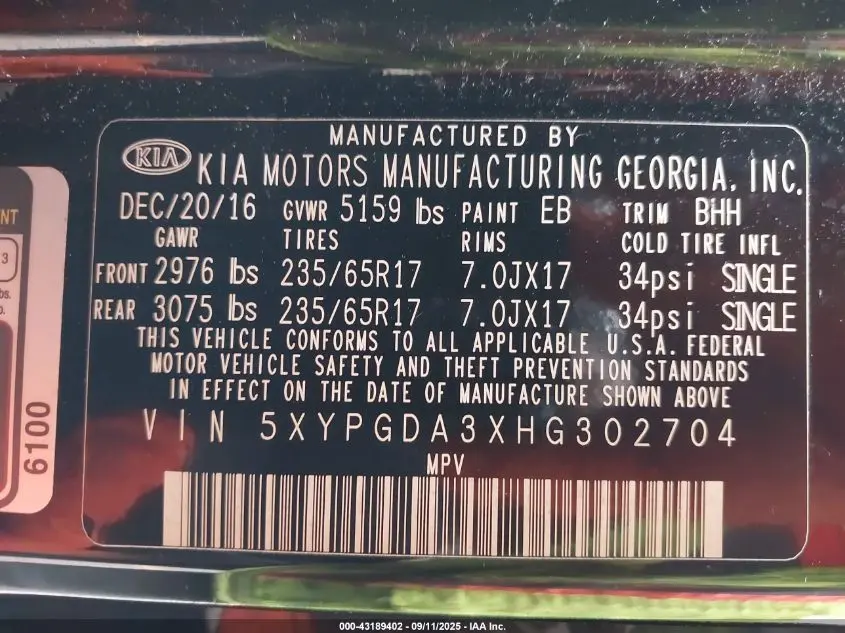 MANUFACTURED BY
KIA KIA MOTORS MANUFACTURING GEORGIA, INC.
DEC/20/16 GVWR 5159 lbs PAINT EB TRIM BHH
GAWR TIRES RIMS COLD TIRE INFL
FRONT 2976 lbs 235/65R17 7.0JX17 34psi SINGLE
REAR 3075 lbs 235/65R17 7.0JX17 34psi SINGLE
THIS VEHICLE CONFORMS TO ALL APPLICABLE U.S.A. FEDERAL
MOTOR VEHICLE SAFETY AND THEFT PREVENTION STANDARDS
IN EFFECT ON THE DATE OF MANUFACTURE SHOWN ABOVE
VIN 5XYPGDA3XHG302704
MPV
3
6100
000-43189402 - 09/11/2025 - IAA Inc.